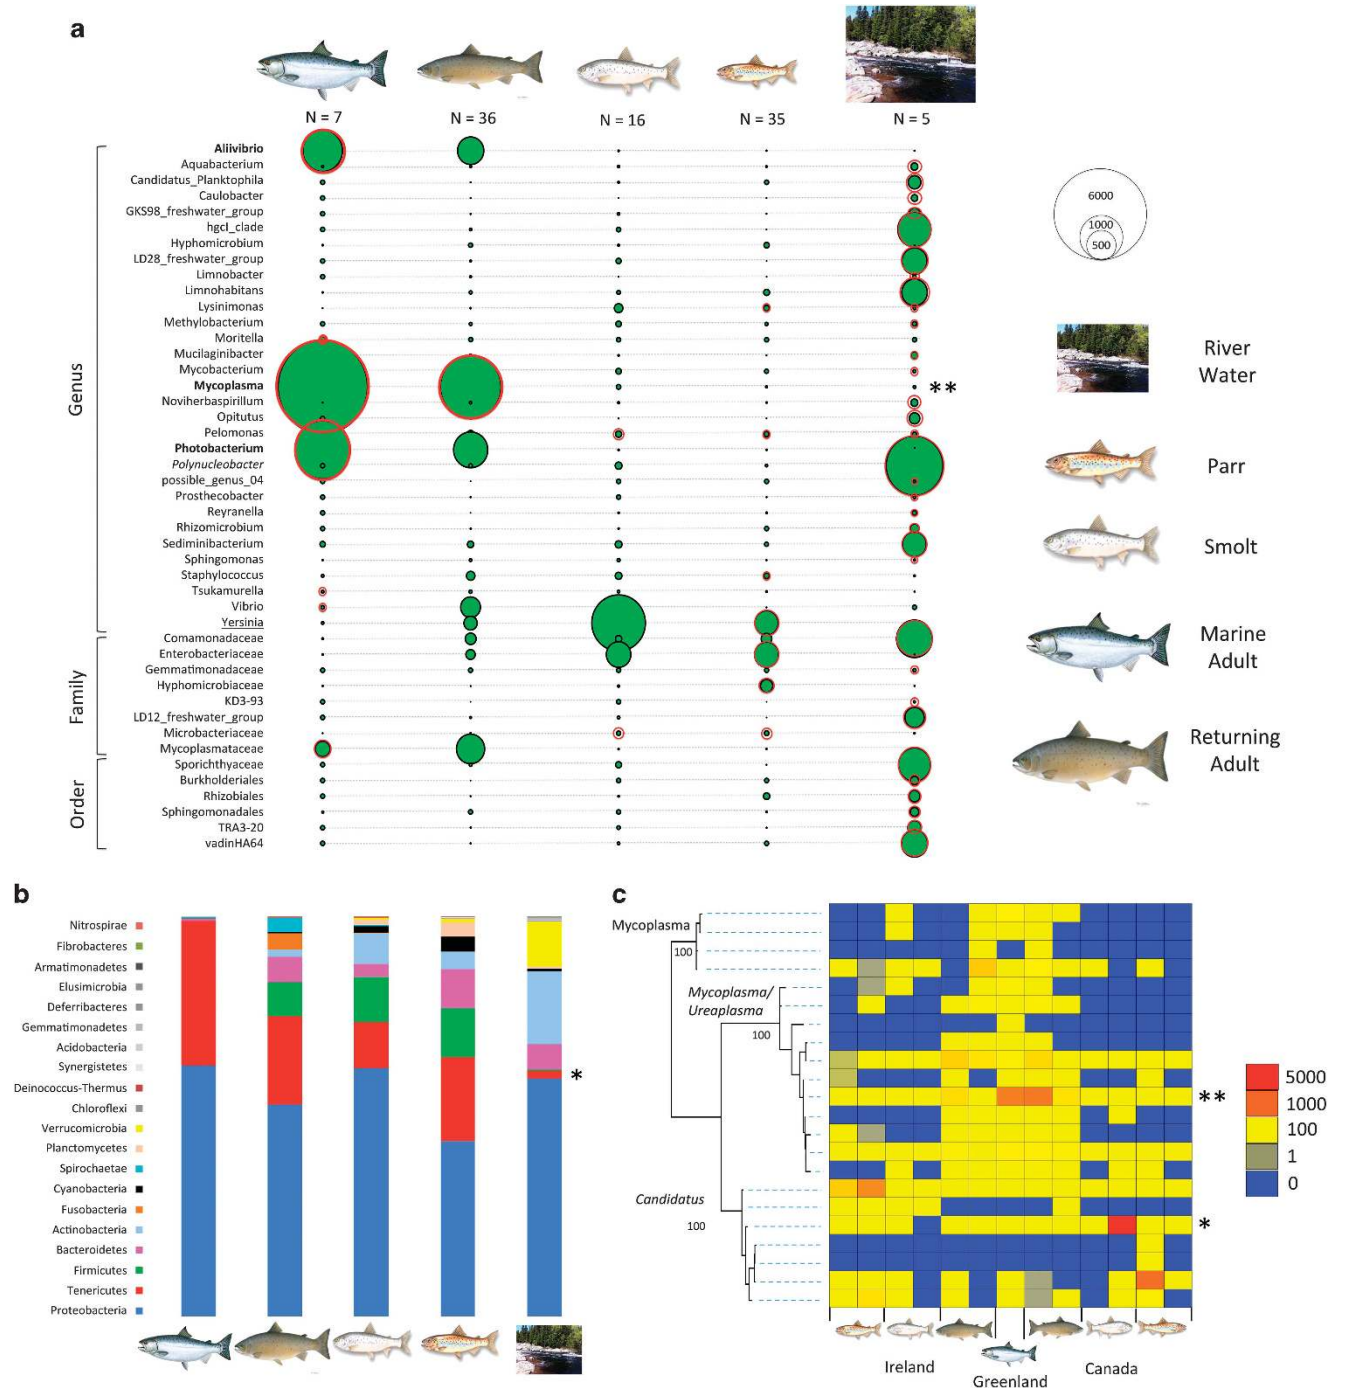 a
N = 7
N = 36
N = 16
N = 35
N = 5
Genus
Aliivibrio
Aquabacterium
Candidatus_Planktophila
Caulobacter
GKS98_freshwater_group
hgcI_clade
Hyphomicrobium
LD28_freshwater_group
Limnobacter
Limnohabitans
Lysinimonas
Methylobacterium
Moritella
Mucilaginibacter
Mycobacterium
Mycoplasma
**
Noviherbaspirillum
Opitutus
Pelomonas
Photobacterium
Polynucleobacter
possible_genus_04
Prosthecobacter
Reyranella
Rhizomicrobium
Sediminibacterium
Sphingomonas
Staphylococcus
Tsukamurella
Vibrio
Yersinia
Family
Comamonadaceae
Enterobacteriaceae
Gemmatimonadaceae
Hyphomicrobiaceae
KD3-93
LD12_freshwater_group
Microbacteriaceae
Mycoplasmataceae
Order
Sporichthyaceae
Burkholderiales
Rhizobiales
Sphingomonadales
TRA3-20
vadinHA64
6000
1000
500
River
Water
Parr
Smolt
Marine
Adult
Returning
Adult
b
Nitrospirae
Fibrobacteres
Armatimonadetes
Elusimicrobia
Deferribacteres
Gemmatimonadetes
Acidobacteria
Synergistetes
Deinococcus-Thermus
Chloroflexi
Verrucomicrobia
Planctomycetes
Spirochaetae
Cyanobacteria
Fusobacteria
Actinobacteria
Bacteroidetes
Firmicutes
Tenericutes
Proteobacteria
*
c
Mycoplasma
100
Mycoplasma/
Ureaplasma
100
Candidatus
100
**
*
5000
1000
100
1
0
Ireland
Greenland
Canada